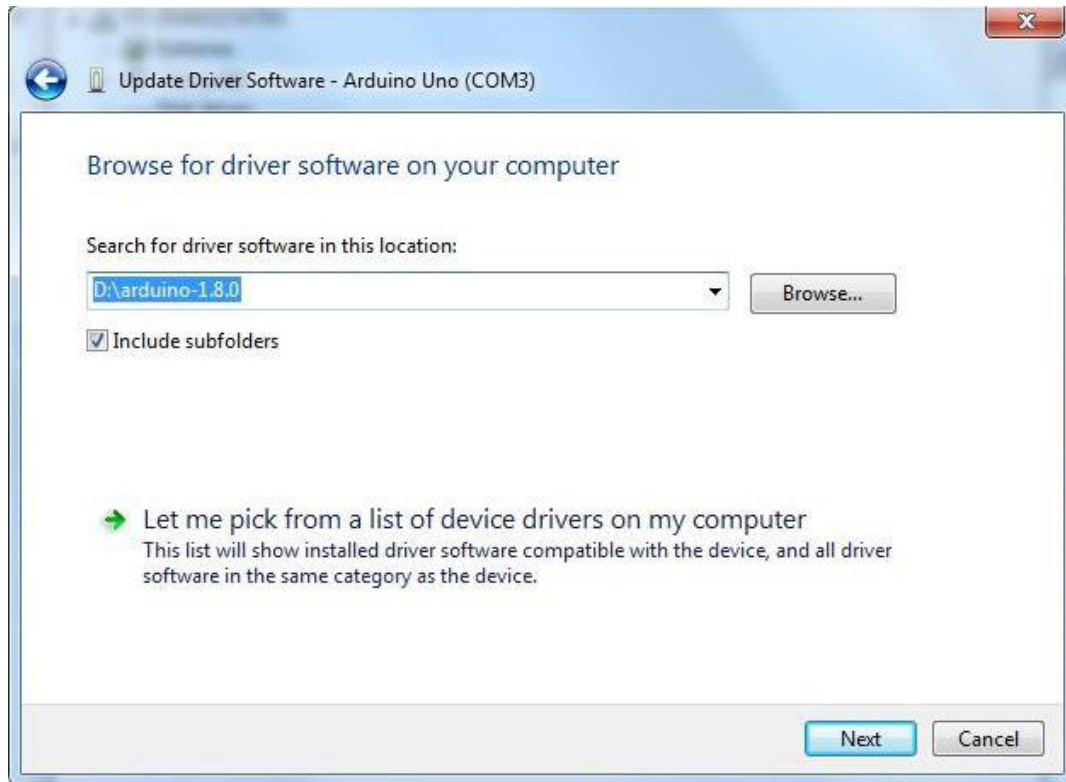 Update Driver Software - Arduino Uno (COM3)
Browse for driver software on your computer
Search for driver software in this location:
D:\arduino-1.8.0
Browse...
Include subfolders
Let me pick from a list of device drivers on my computer
This list will show installed driver software compatible with the device, and all driver
software in the same category as the device.
Next
Cancel